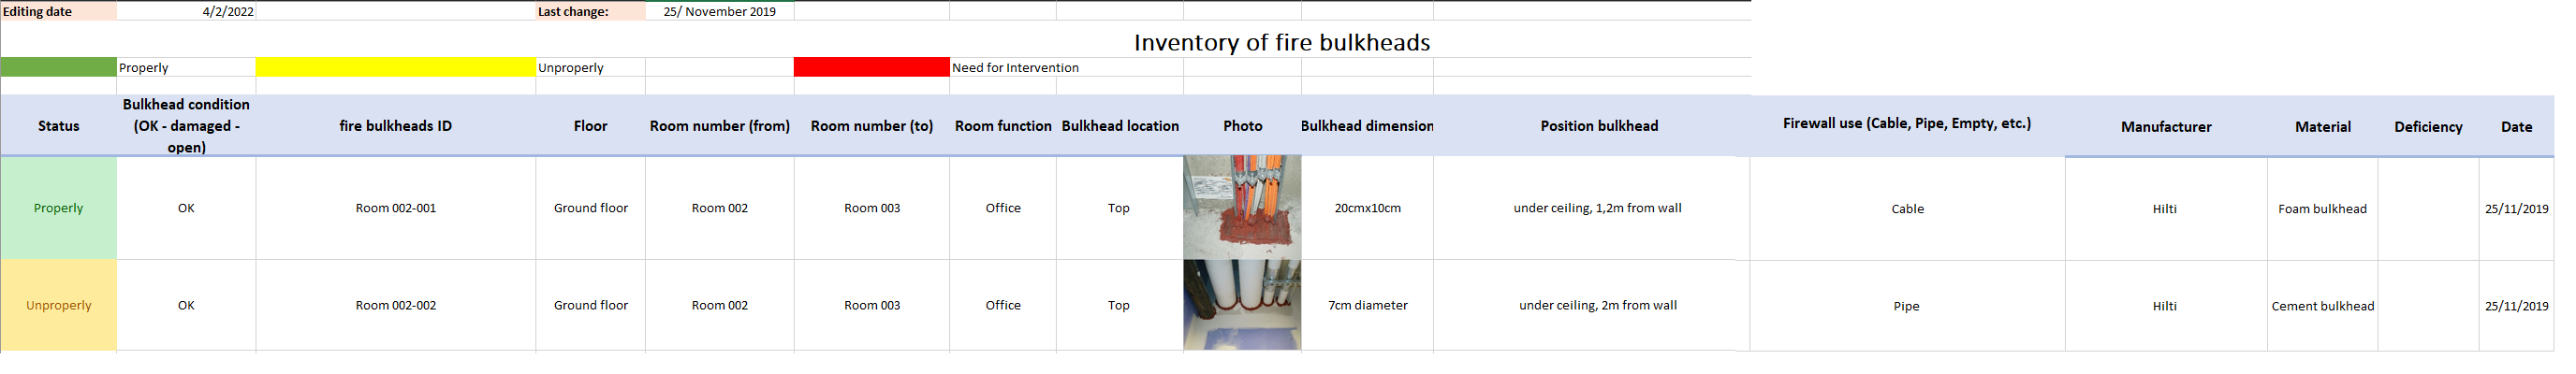 Editing date 4/2/2022 Last change: 25/ November 2019
Inventory of fire bulkheads
Properly Unproperly Need for Intervention
Status Bulkhead condition (OK - damaged - open) fire bulkheads ID Floor Room number (from) Room number (to) Room function Bulkhead location Photo Bulkhead dimension Position bulkhead Firewall use (Cable, Pipe, Empty, etc.) Manufacturer Material Deficiency Date
Properly OK Room 002-001 Ground floor Room 002 Room 003 Office Top 20cmx10cm under ceiling, 1,2m from wall Cable Hilti Foam bulkhead 25/11/2019
Unproperly OK Room 002-002 Ground floor Room 002 Room 003 Office Top 7cm diameter under ceiling, 2m from wall Pipe Hilti Cement bulkhead 25/11/2019